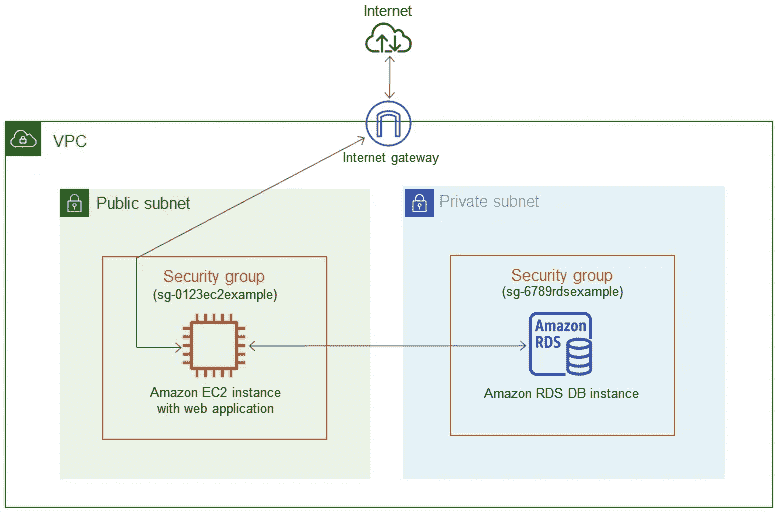 Internet
VPC
Internet gateway
Public subnet
Private subnet
Security group
(sg-0123ec2example)
Security group
(sg-6789rdsexample)
Amazon
RDS
Amazon EC2 instance
with web application
Amazon RDS DB instance